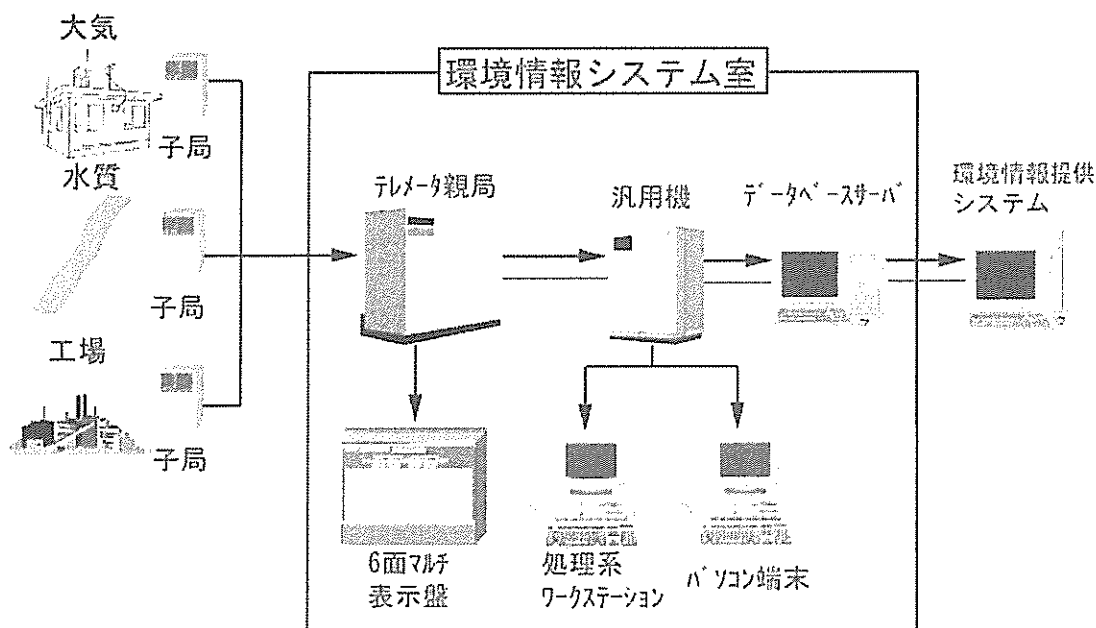 大気
子局
水質
子局
工場
子局
環境情報システム室
テレメータ親局
汎用機
データベースサーバ
環境情報提供
システム
6面マルチ
表示盤
処理系
ワークステーション
パソコン端末